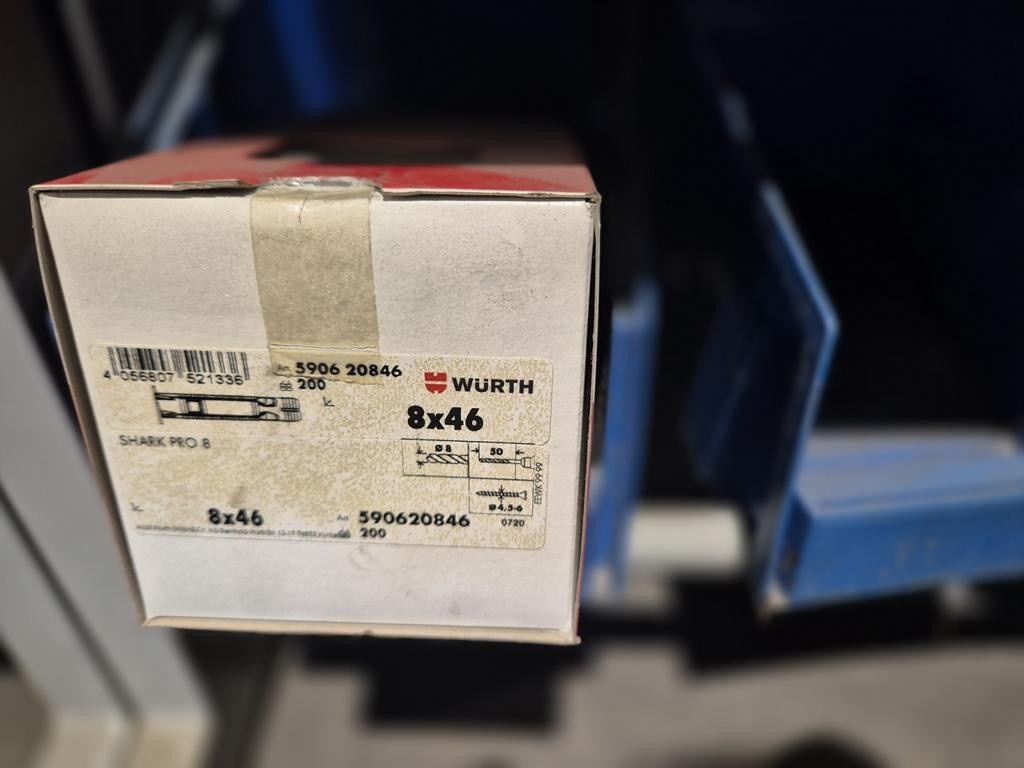 4 056807 521336
Art. 5906 20846
200
WÜRTH
8x46
SHARK PRO 8
Ø 8
50
Ø 4,5-6
EEWK 99 99
8x46
Art. 590620846
0720
200